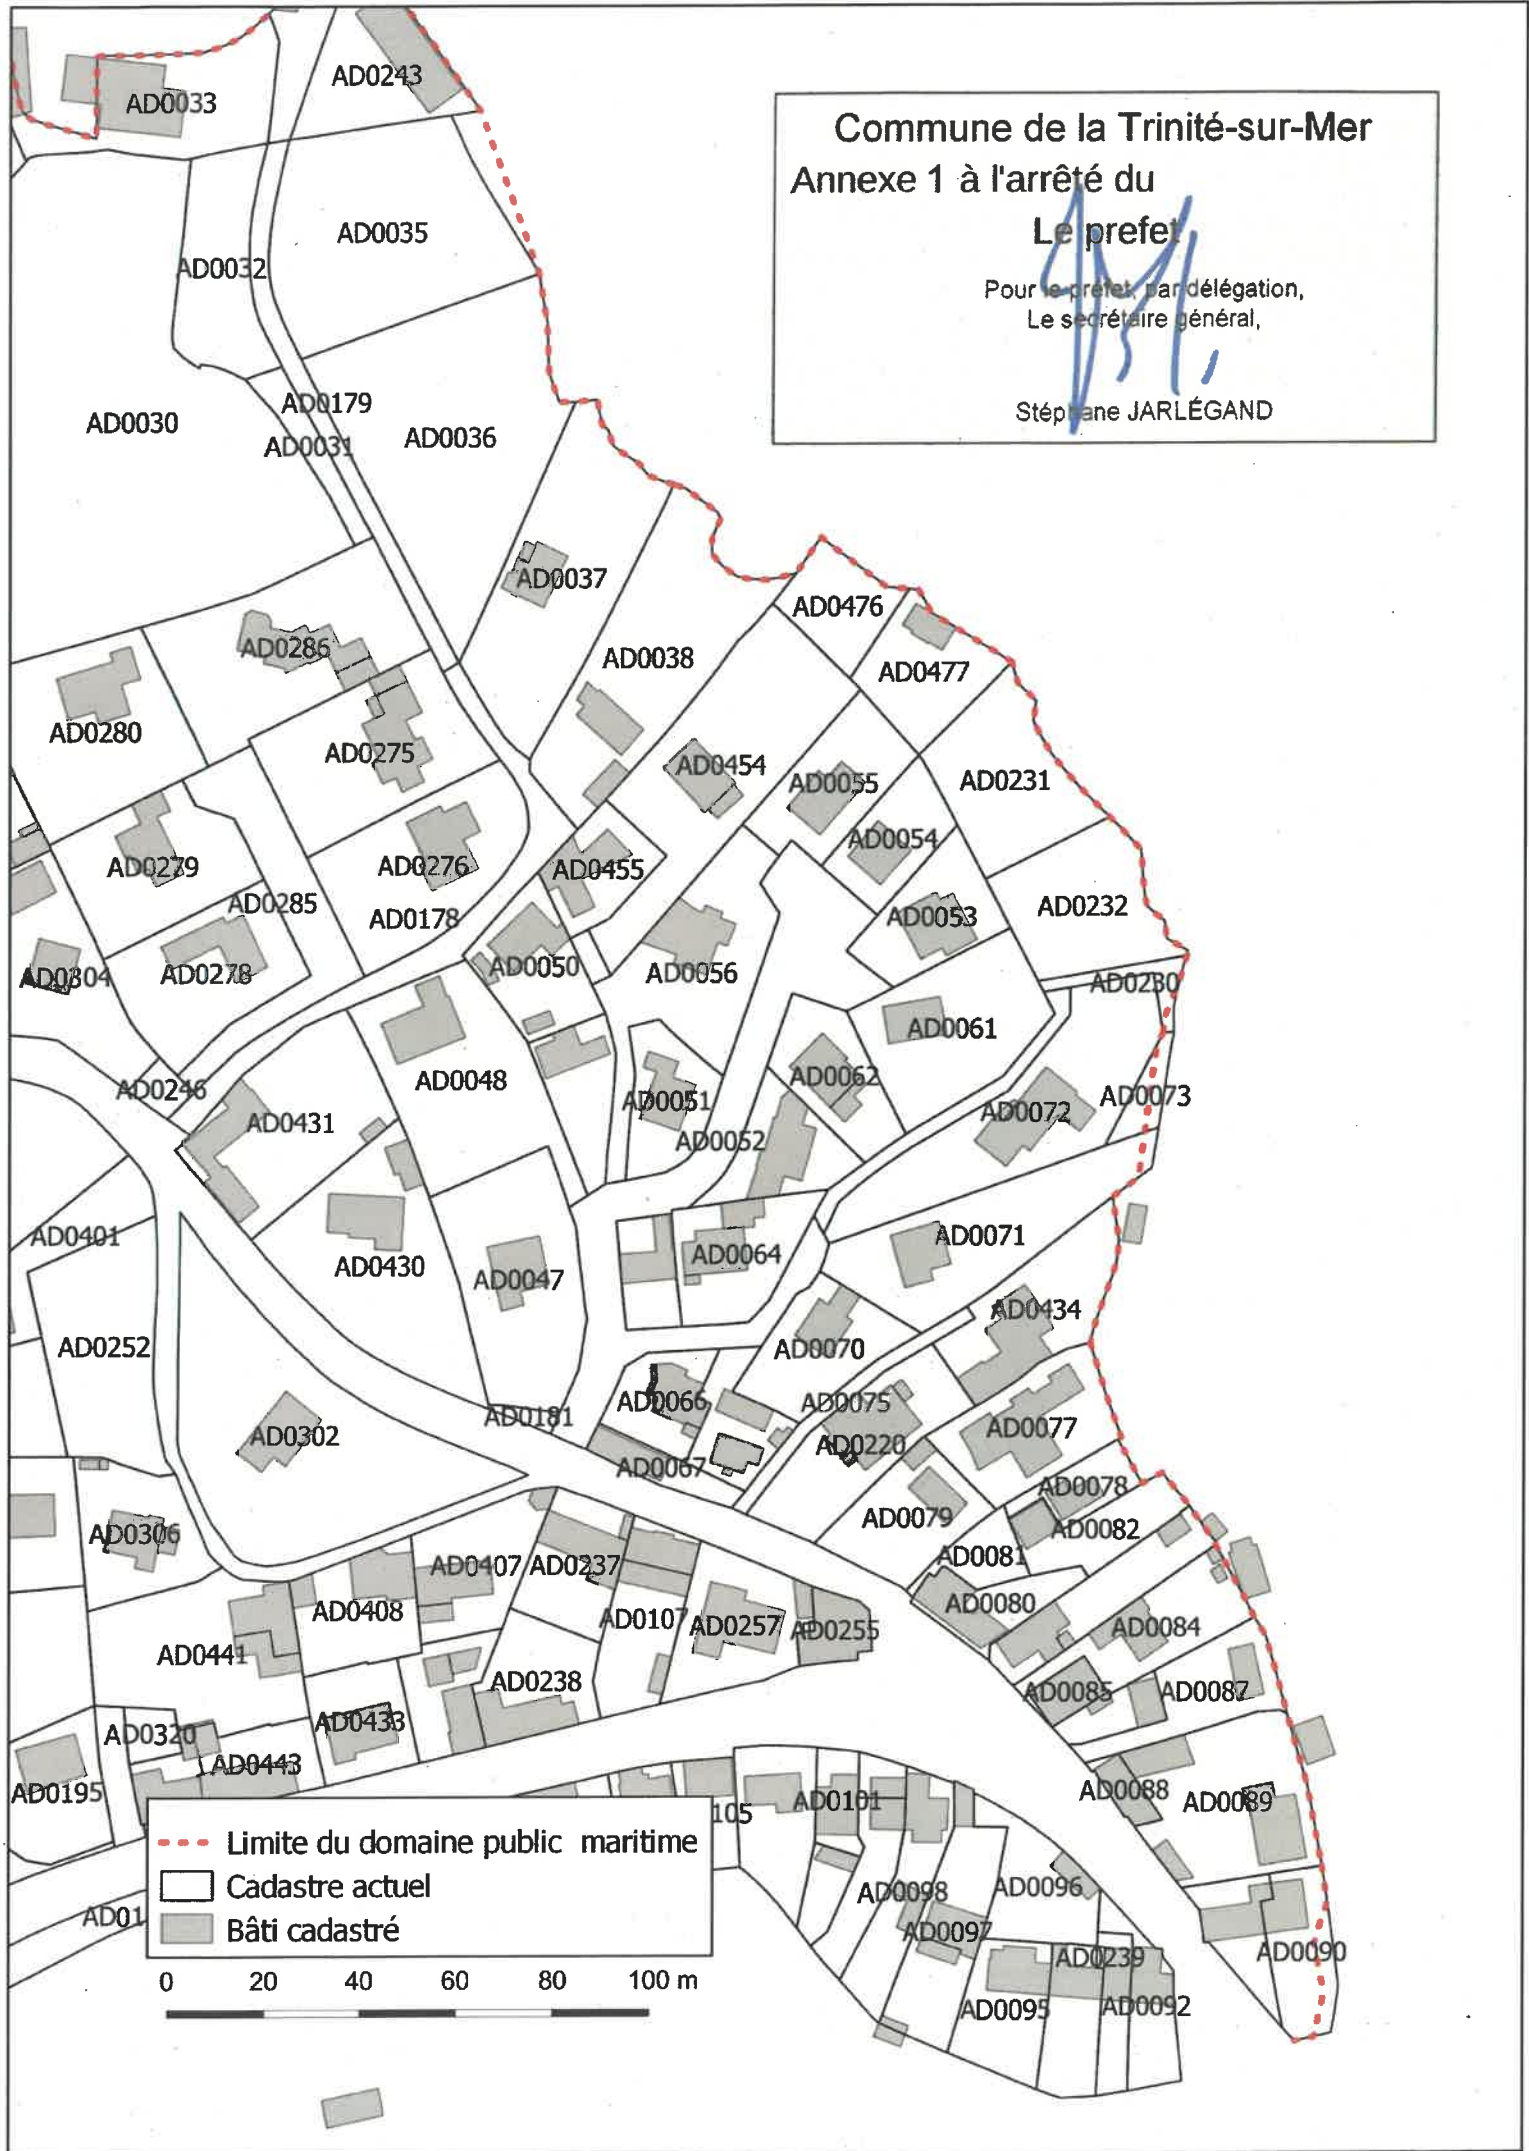 Commune de la Trinité-sur-Mer
Annexe 1 à l'arrêté du
Le prefet
Pour le préfet, par délégation,
Le secrétaire général,
Stéphane JARLÉGAND
AD0243
AD0033
AD0035
AD0032
AD0179
AD0030
AD0036
AD0031
AD0037
AD0476
AD0286
AD0038
AD0477
AD0280
AD0275
AD0454
AD0055
AD0231
AD0054
AD0279
AD0276
AD0455
AD0285
AD0178
AD0053
AD0232
AD0304
AD0278
AD0050
AD0056
AD0230
AD0061
AD0246
AD0048
AD0062
AD0051
AD0073
AD0072
AD0431
AD0052
AD0401
AD0071
AD0430
AD0047
AD0064
AD0434
AD0252
AD0070
AD0066
AD0075
AD0181
AD0302
AD0077
AD0220
AD0067
AD0078
AD0079
AD0082
AD0306
AD0081
AD0407
AD0237
AD0408
AD0107
AD0257
AD0255
AD0080
AD0084
AD0441
AD0238
AD0085
AD0087
AD0320
AD0433
AD0443
AD0195
AD0088
AD0089
AD0101
105
Limite du domaine public maritime
Cadastre actuel
Bâti cadastré
AD0098
AD0096
AD01
AD0097
AD0239
AD0090
AD0095
AD0092
0 20 40 60 80 100 m